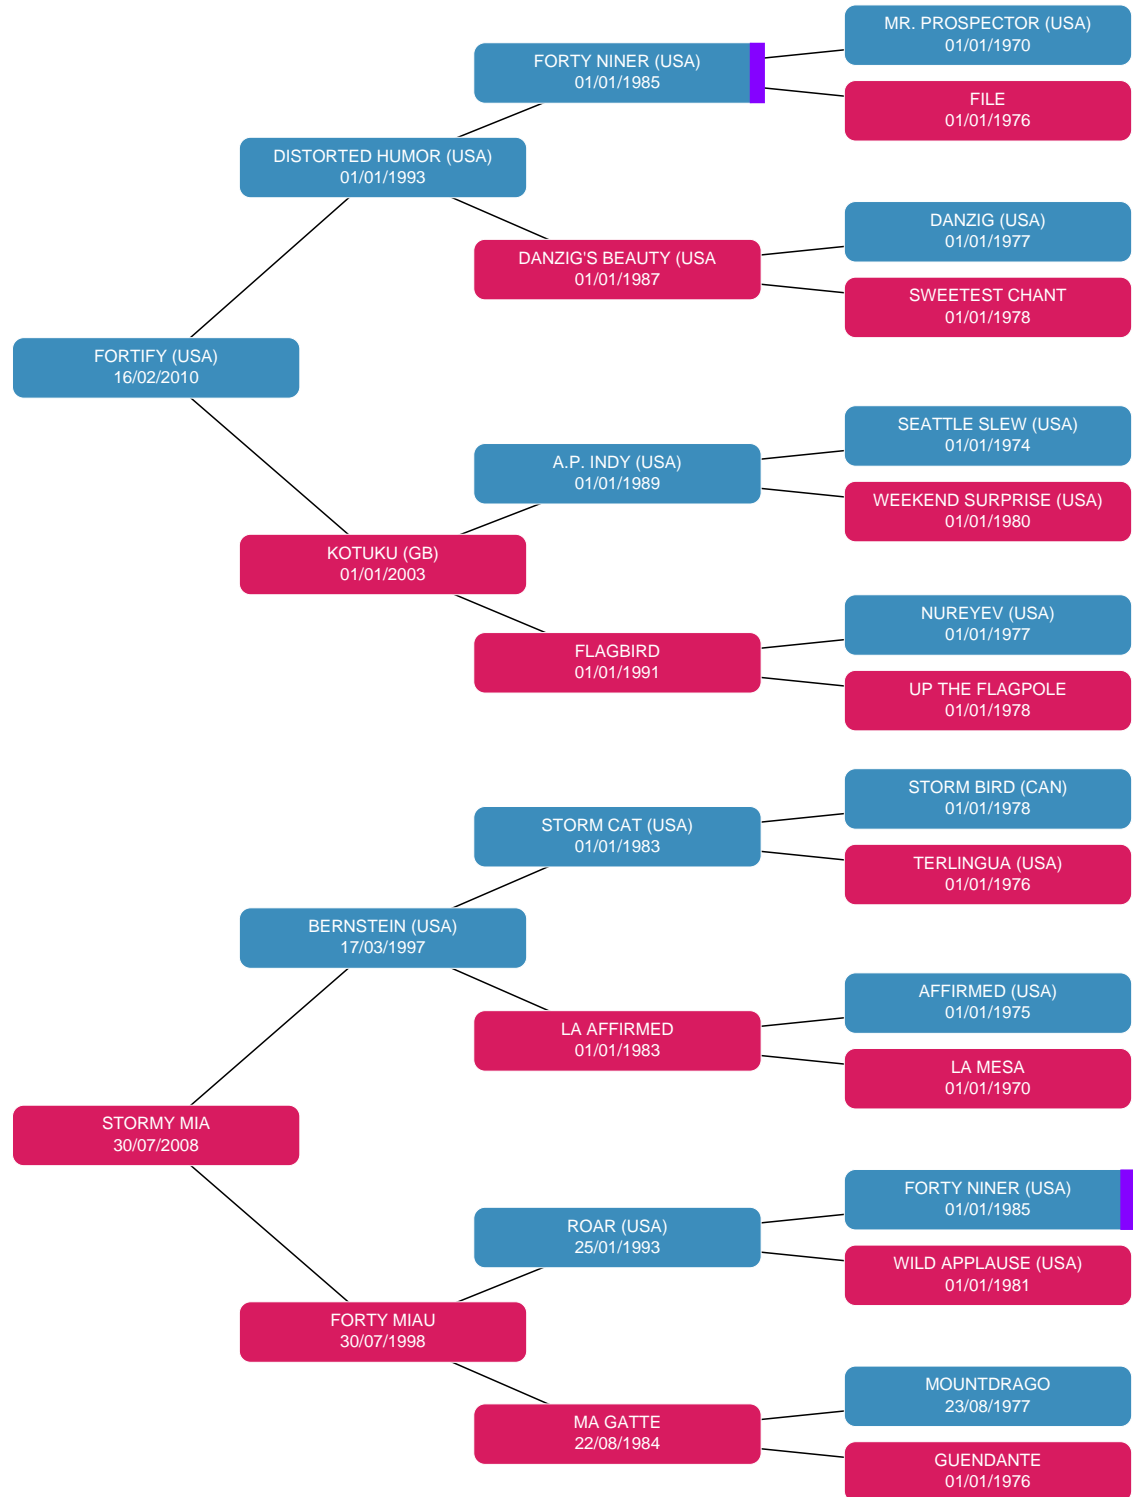 MR. PROSPECTOR (USA)
01/01/1970
FORTY NINER (USA)
01/01/1985
FILE
01/01/1976
DISTORTED HUMOR (USA)
01/01/1993
DANZIG (USA)
01/01/1977
DANZIG'S BEAUTY (USA
01/01/1987
SWEETEST CHANT
01/01/1978
FORTIFY (USA)
16/02/2010
SEATTLE SLEW (USA)
01/01/1974
A.P. INDY (USA)
01/01/1989
WEEKEND SURPRISE (USA)
01/01/1980
KOTUKU (GB)
01/01/2003
NUREYEV (USA)
01/01/1977
FLAGBIRD
01/01/1991
UP THE FLAGPOLE
01/01/1978
STORM BIRD (CAN)
01/01/1978
STORM CAT (USA)
01/01/1983
TERLINGUA (USA)
01/01/1976
BERNSTEIN (USA)
17/03/1997
AFFIRMED (USA)
01/01/1975
LA AFFIRMED
01/01/1983
LA MESA
01/01/1970
STORMY MIA
30/07/2008
FORTY NINER (USA)
01/01/1985
ROAR (USA)
25/01/1993
WILD APPLAUSE (USA)
01/01/1981
FORTY MIAU
30/07/1998
MOUNTDRAGO
23/08/1977
MA GATTE
22/08/1984
GUENDANTE
01/01/1976